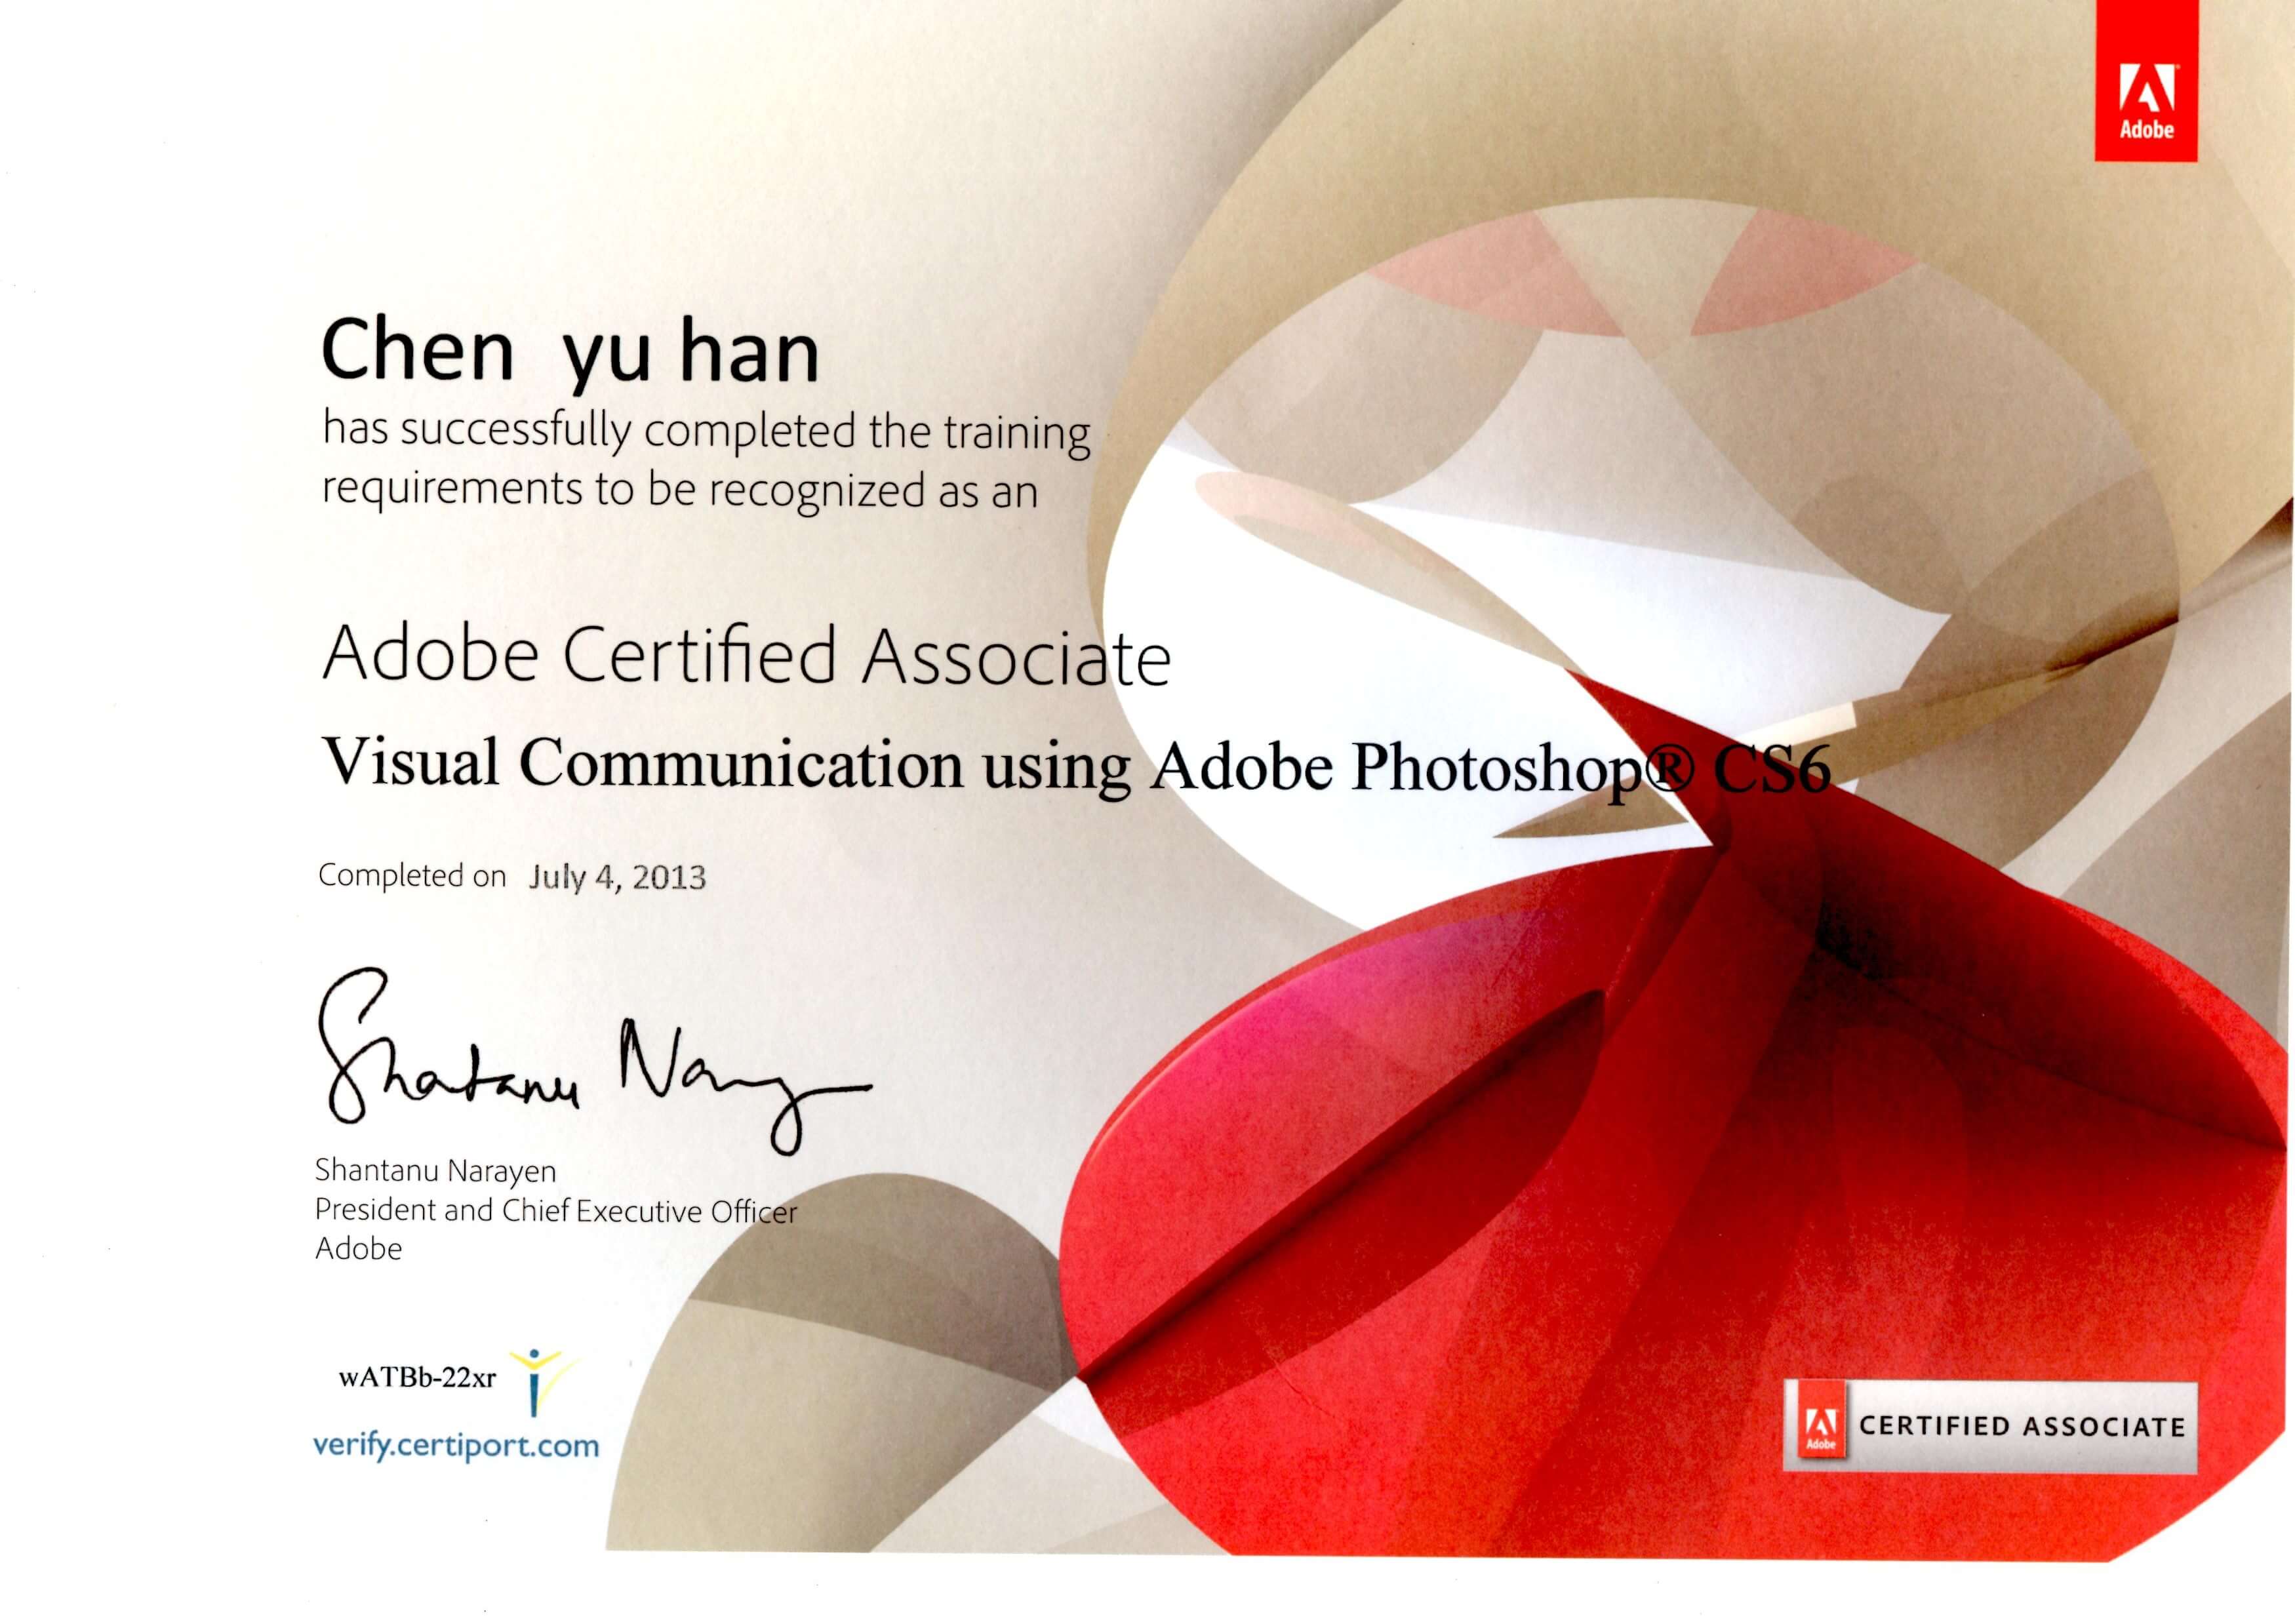 Adobe
Chen yu han
has successfully completed the training
requirements to be recognized as an
Adobe Certified Associate
Visual Communication using Adobe Photoshop® CS6
Completed on July 4, 2013
Shantanu Narayen
Shantanu Narayen
President and Chief Executive Officer
Adobe
wATBb-22xr
verify.certiport.com
Adobe
CERTIFIED ASSOCIATE